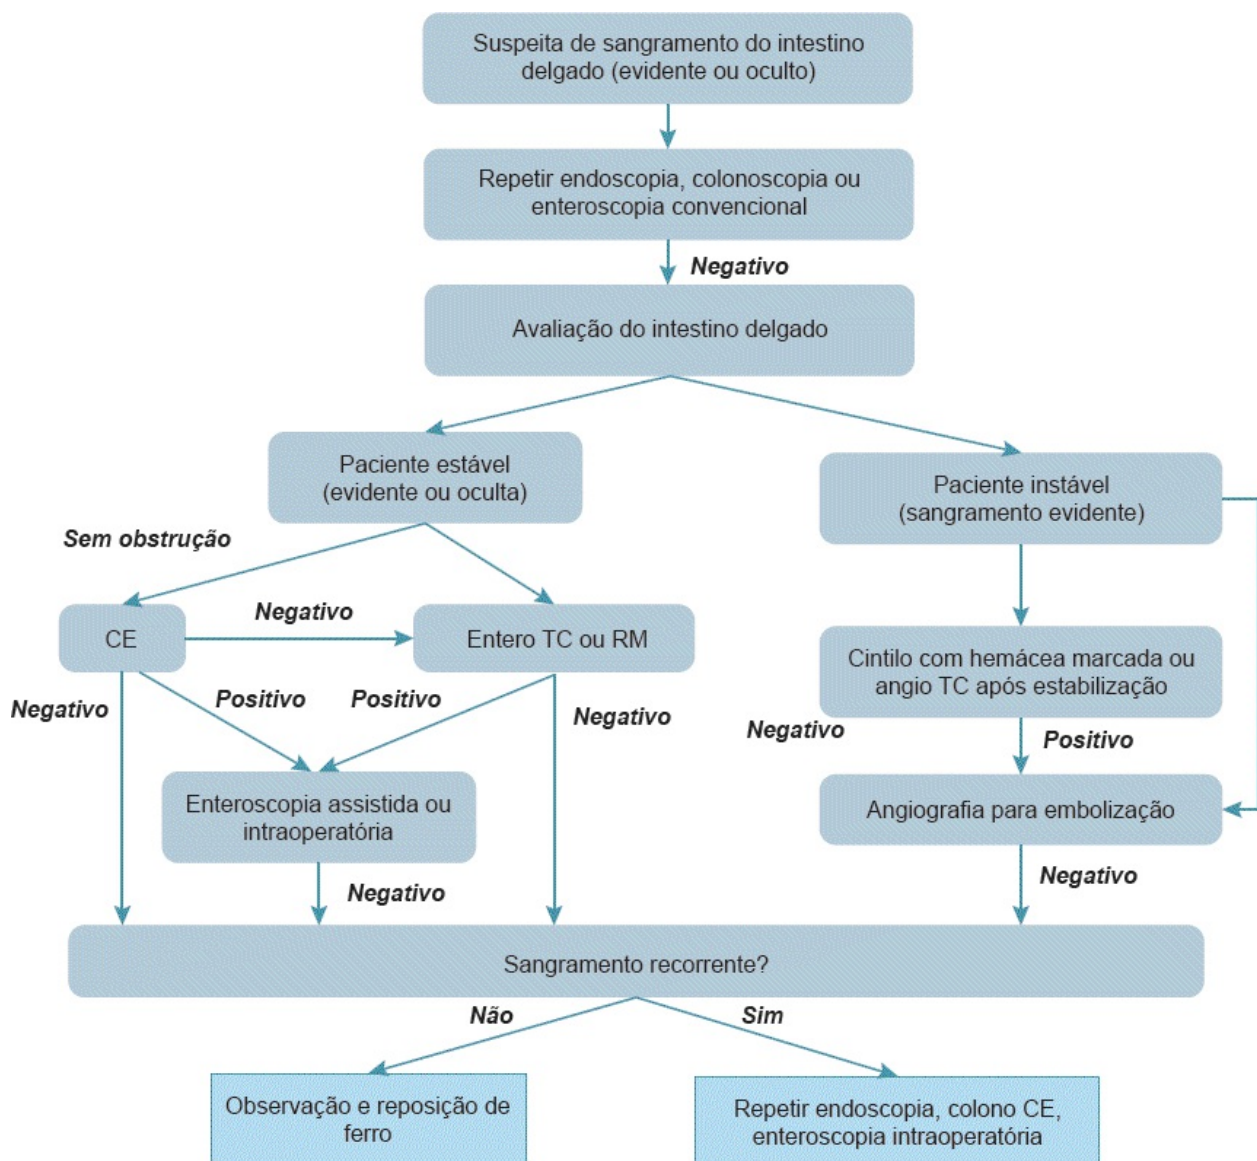 Suspeita de sangramento do intestino
delgado (evidente ou oculto)
Repetir endoscopia, colonoscopia ou
enteroscopia convencional
Negativo
Avaliação do intestino delgado
Paciente estável
(evidente ou oculta)
Paciente instável
(sangramento evidente)
Sem obstrução
CE
Negativo
Entero TC ou RM
Cintilo com hemácea marcada ou
angio TC após estabilização
Negativo
Positivo
Positivo
Negativo
Negativo
Positivo
Enteroscopia assistida ou
intraoperatória
Angiografia para embolização
Negativo
Negativo
Sangramento recorrente?
Não
Sim
Observação e reposição de
ferro
Repetir endoscopia, colono CE,
enteroscopia intraoperatória